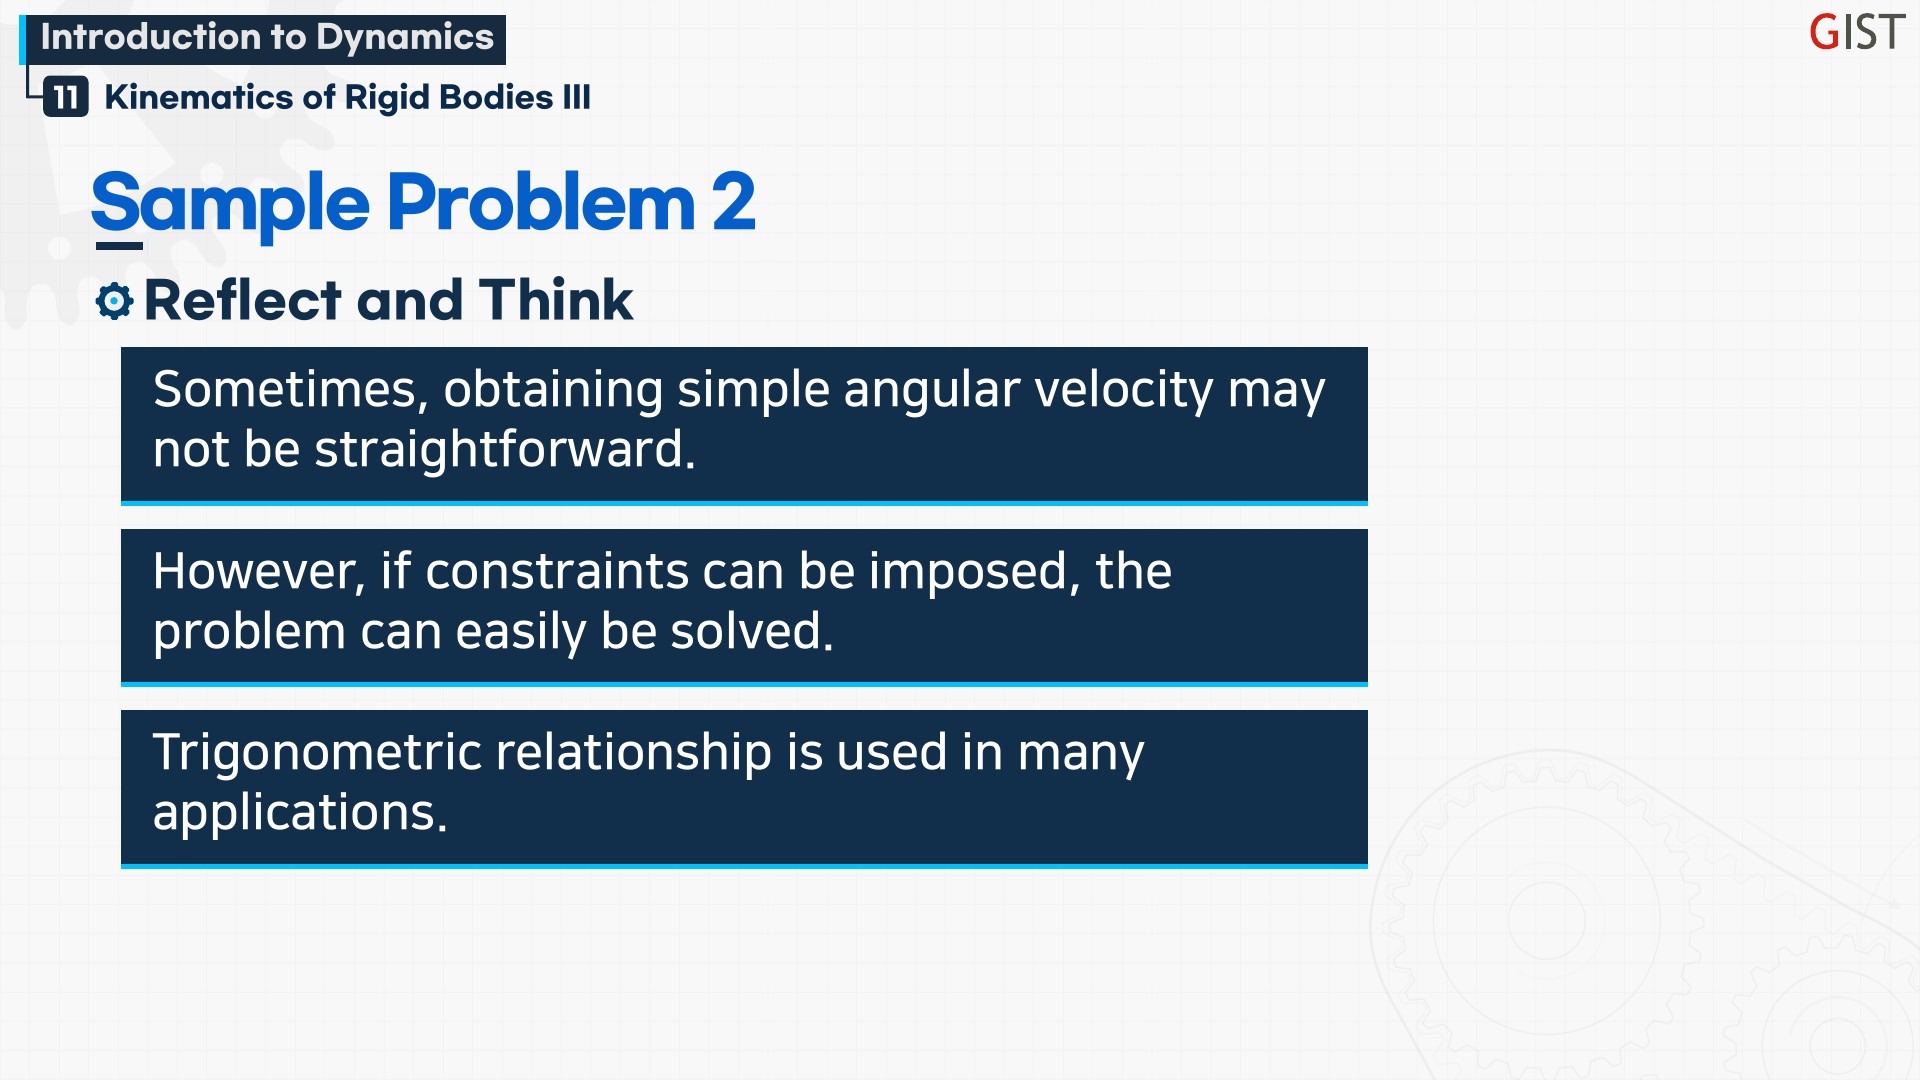 Introduction to Dynamics
GIST
11 Kinematics of Rigid Bodies III
Sample Problem 2
Reflect and Think
Sometimes, obtaining simple angular velocity may
not be straightforward.
However, if constraints can be imposed, the
problem can easily be solved.
Trigonometric relationship is used in many
applications.